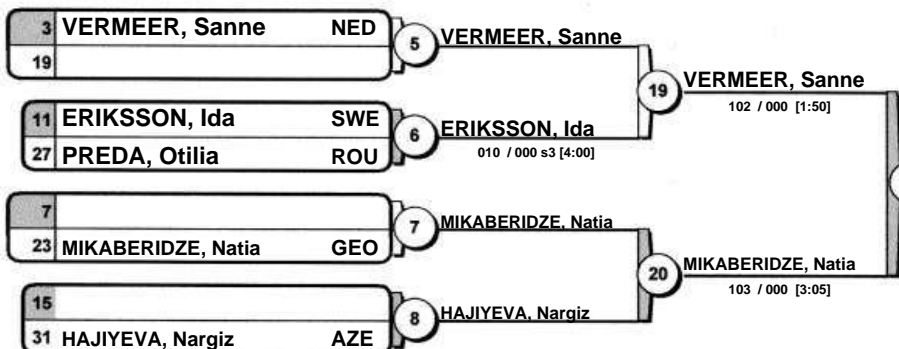 3 VERMEER, Sanne NED
19
5 VERMEER, Sanne
11 ERIKSSON, Ida SWE
27 PREDA, Otilia ROU
6 ERIKSSON, Ida
010 / 000 s3 [4:00]
19 VERMEER, Sanne
102 / 000 [1:50]
7
23 MIKABERIDZE, Natia GEO
7 MIKABERIDZE, Natia
15
31 HAJIYEVA, Nargiz AZE
8 HAJIYEVA, Nargiz
20 MIKABERIDZE, Natia
103 / 000 [3:05]